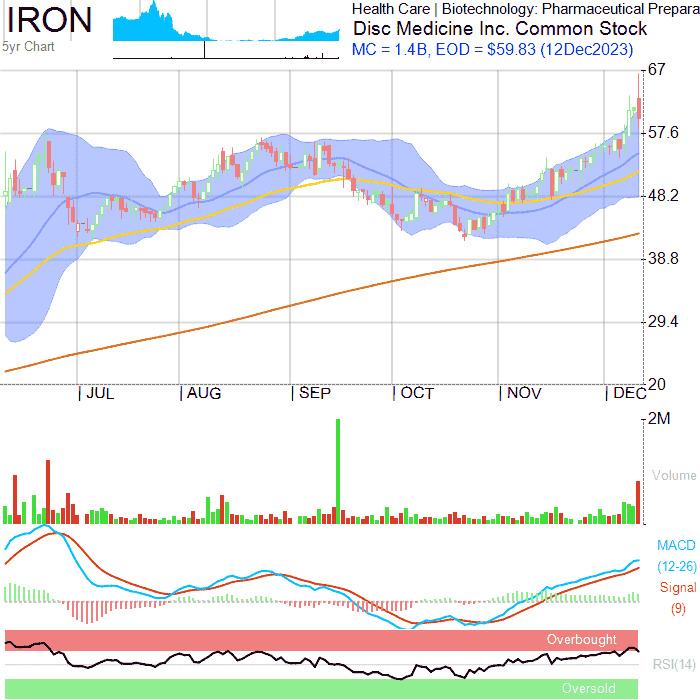 IRON
5yr Chart
Health Care | Biotechnology: Pharmaceutical Prepara
Disc Medicine Inc. Common Stock
MC = 1.4B, EOD = $59.83 (12Dec2023)
67
57.6
48.2
38.8
29.4
20
| JUL | AUG | SEP | OCT | NOV | DEC
2M
Volume
MACD
(12-26)
Signal
(9)
Overbought
RSI(14)
Oversold